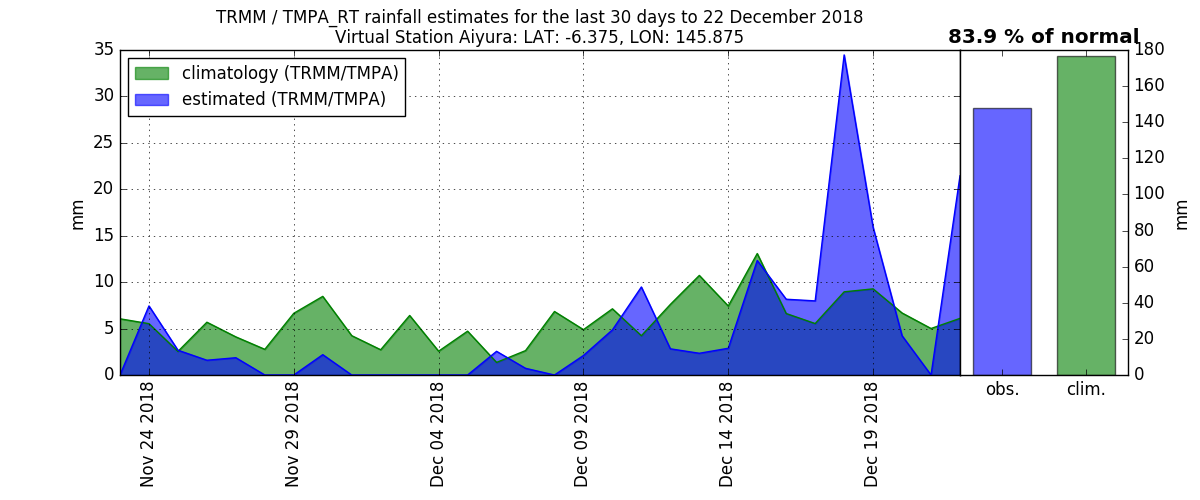 TRMM / TMPA_RT rainfall estimates for the last 30 days to 22 December 2018
Virtual Station Aiyura: LAT: -6.375, LON: 145.875
83.9 % of normal
climatology (TRMM/TMPA)
estimated (TRMM/TMPA)
35
30
25
20
15
10
5
0
mm
180
160
140
120
100
80
60
40
20
0
mm
Nov 24 2018
Nov 29 2018
Dec 04 2018
Dec 09 2018
Dec 14 2018
Dec 19 2018
obs.
clim.